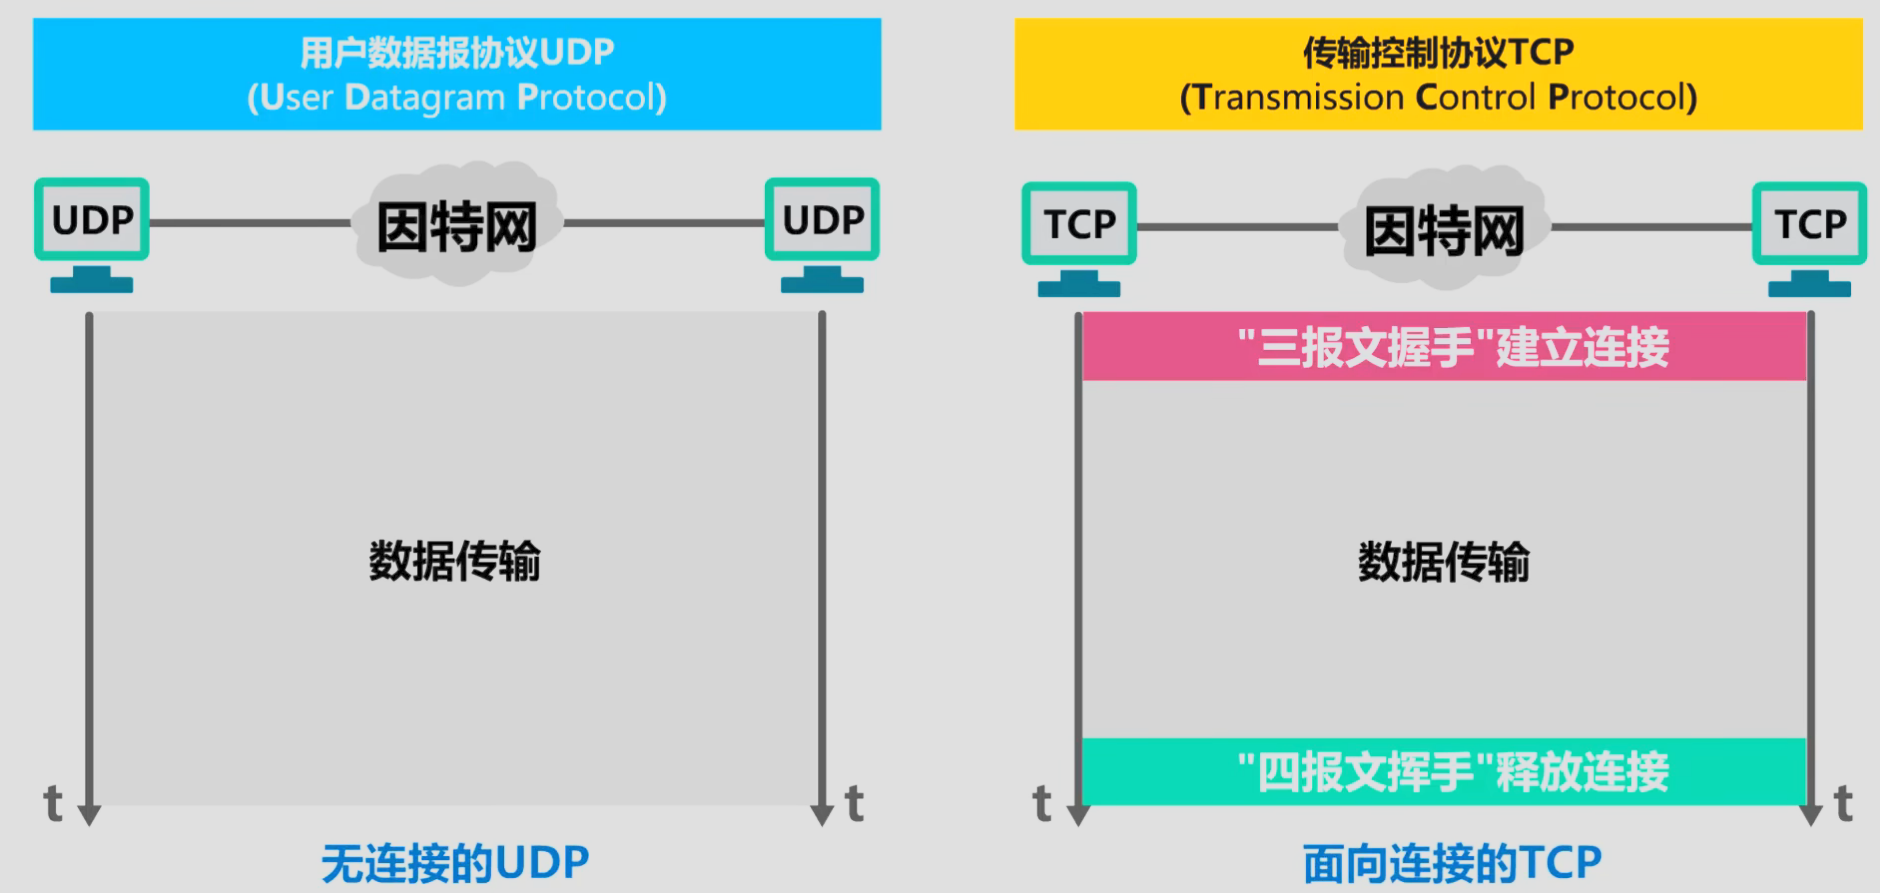 用户数据报协议UDP
(User Datagram Protocol)
UDP
因特网
UDP
数据传输
t
t
无连接的UDP
传输控制协议TCP
(Transmission Control Protocol)
TCP
因特网
TCP
"三报文握手"建立连接
数据传输
"四报文挥手"释放连接
t
t
面向连接的TCP